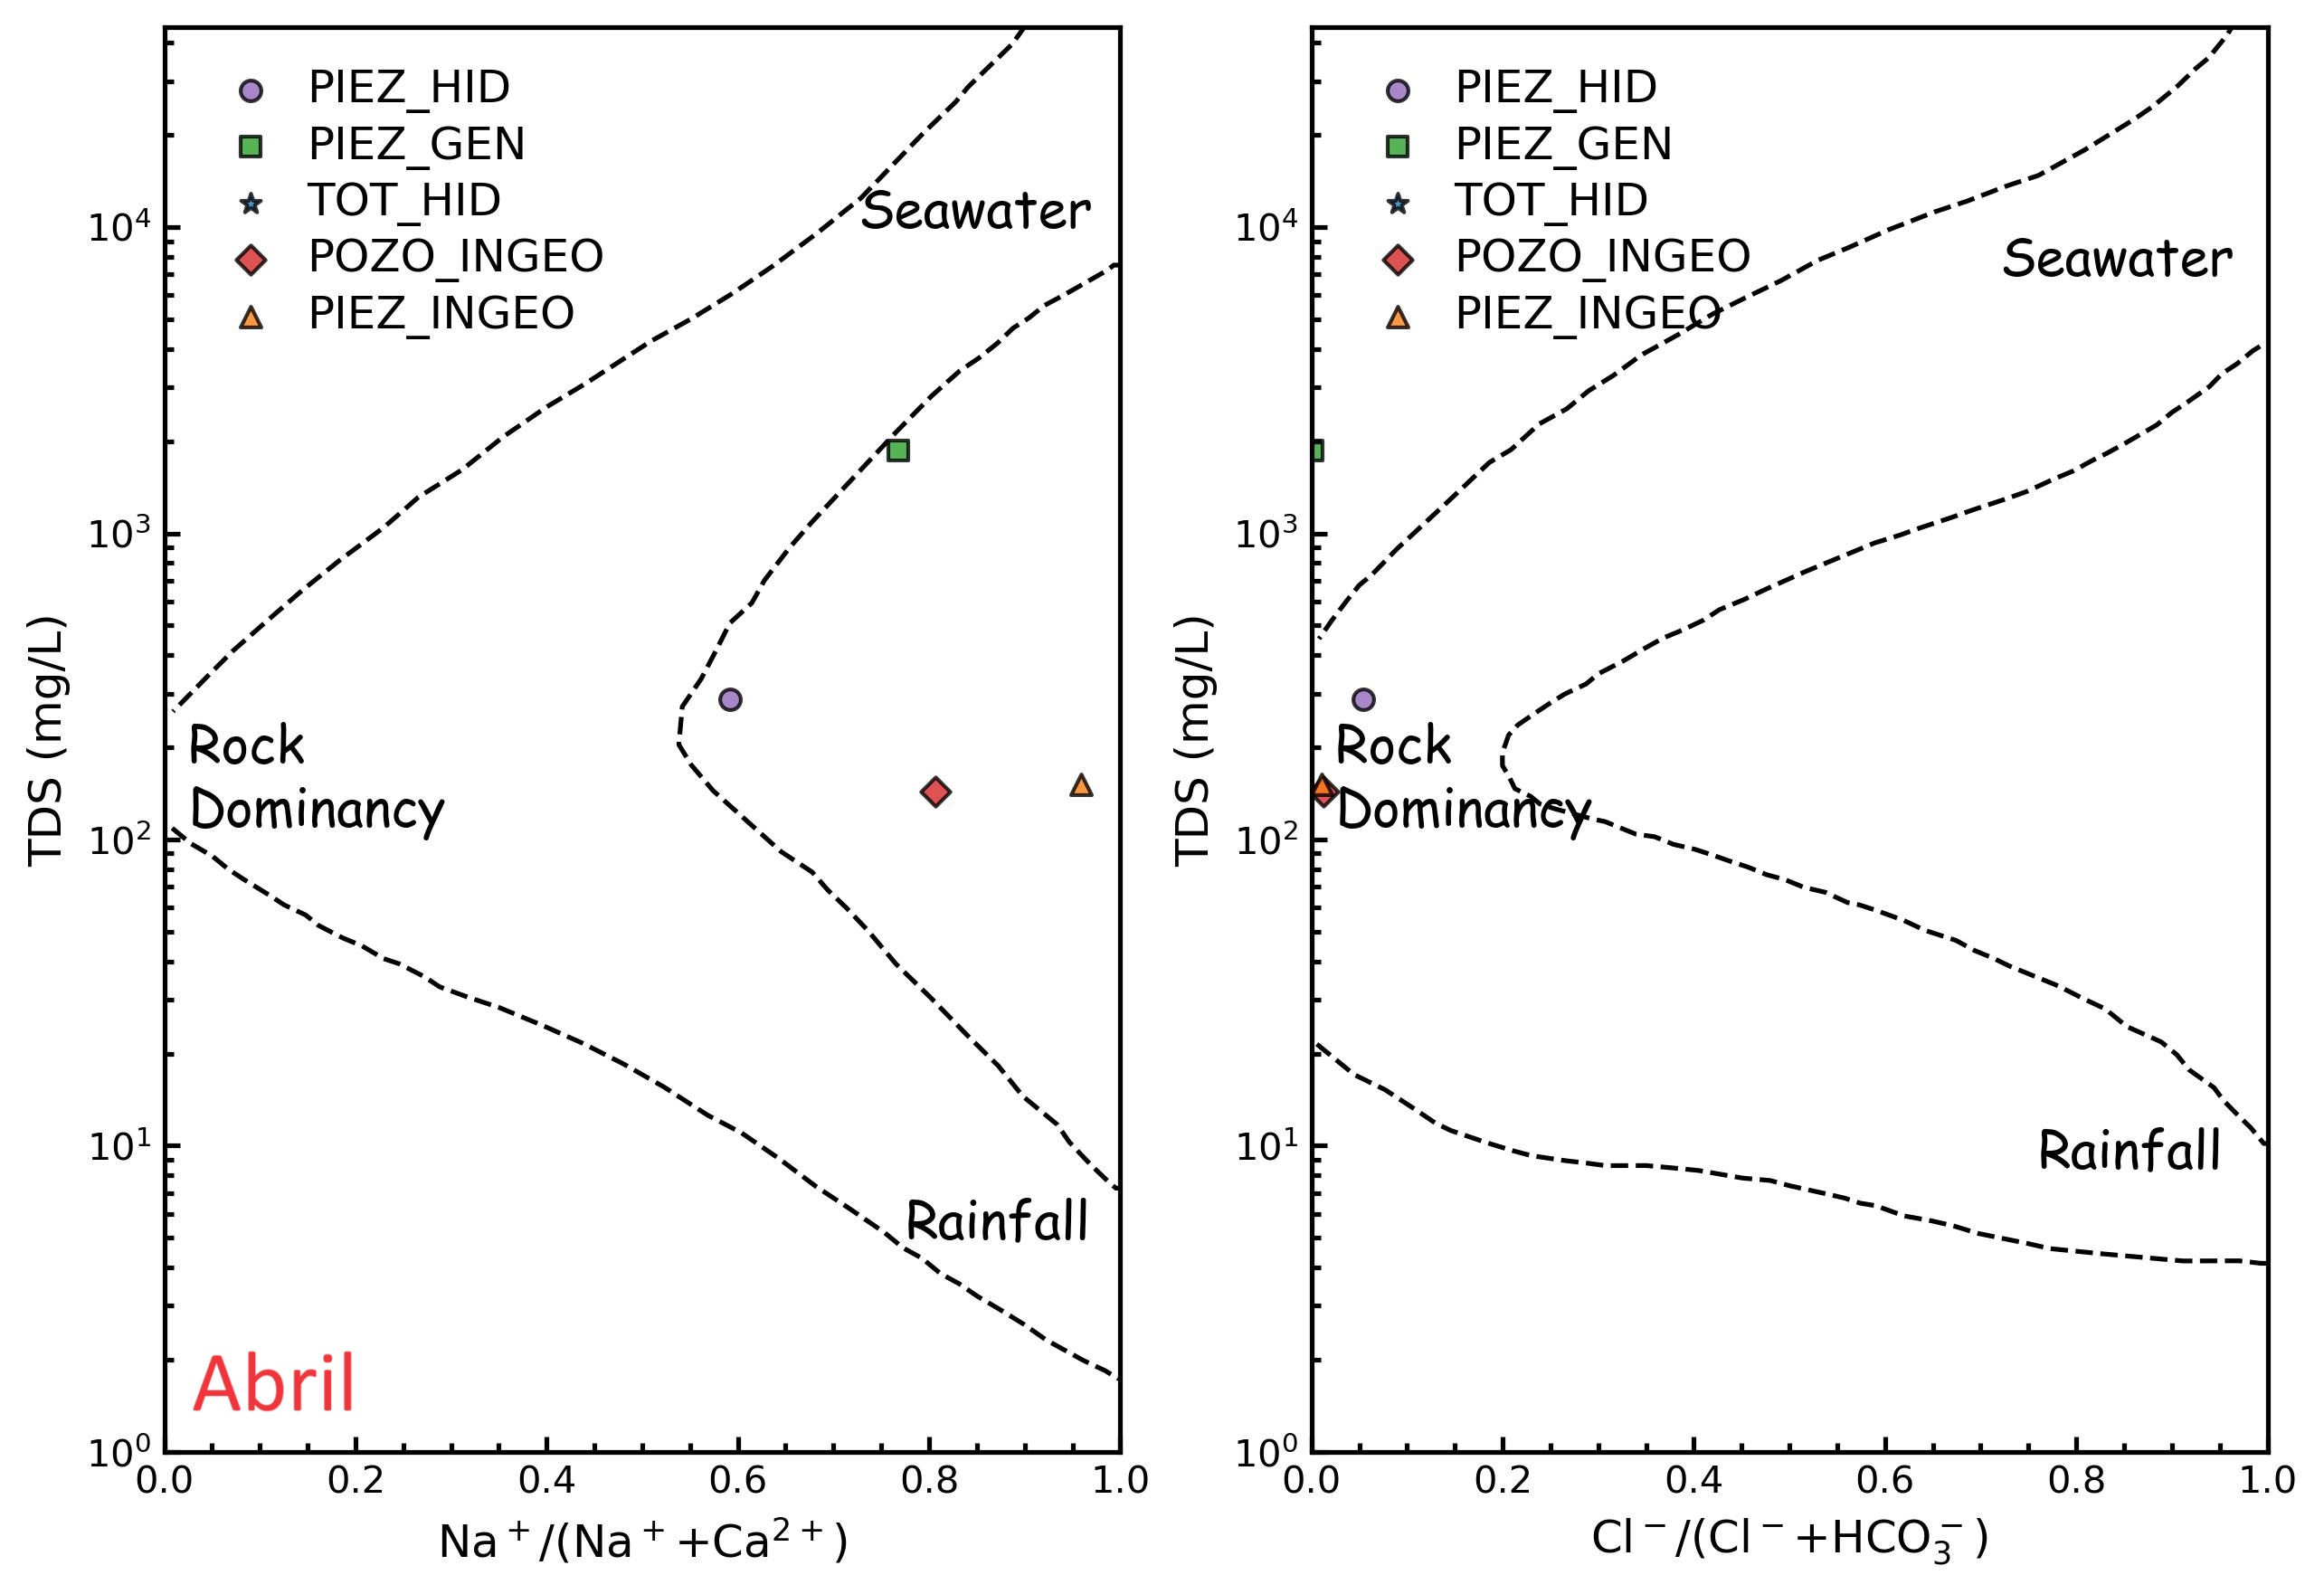 PIEZ_HID
PIEZ_GEN
TOT_HID
POZO_INGEO
PIEZ_INGEO
Seawater
Rock
Dominancy
Rainfall
Abril
10⁴
10³
10²
10¹
10⁰
TDS (mg/L)
0.0 0.2 0.4 0.6 0.8 1.0
Na⁺/(Na⁺+Ca²⁺)
PIEZ_HID
PIEZ_GEN
TOT_HID
POZO_INGEO
PIEZ_INGEO
Seawater
Rock
Dominancy
Rainfall
10⁴
10³
10²
10¹
10⁰
TDS (mg/L)
0.0 0.2 0.4 0.6 0.8 1.0
Cl⁻/(Cl⁻+HCO₃⁻)